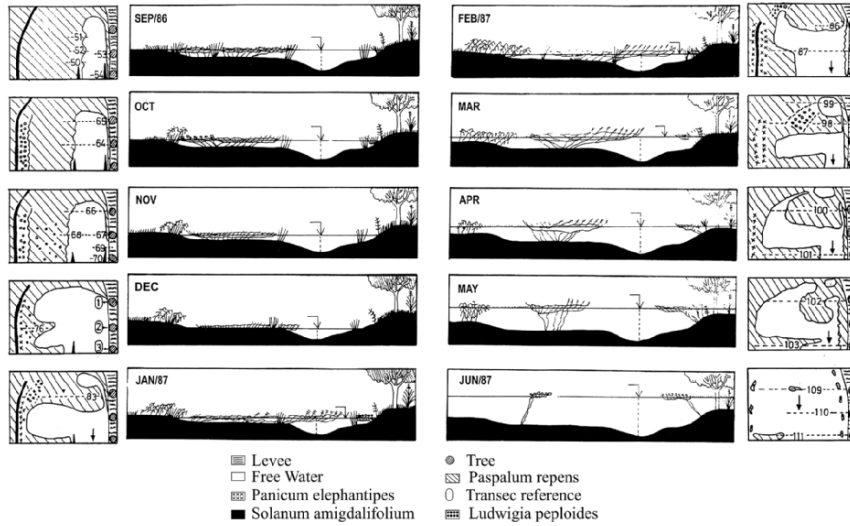 SEP/86
51
52
53
50
54
FEB/87
86
67
OCT
69
64
MAR
99
98
NOV
66
68
67
69
70
APR
100
101
DEC
1
76
2
3
MAY
102
103
JAN/87
83
JUN/87
109
110
111
Levee
Free Water
Panicum elephantipes
Solanum amigdalifolium
Tree
Paspalum repens
Transec reference
Ludwigia peploides